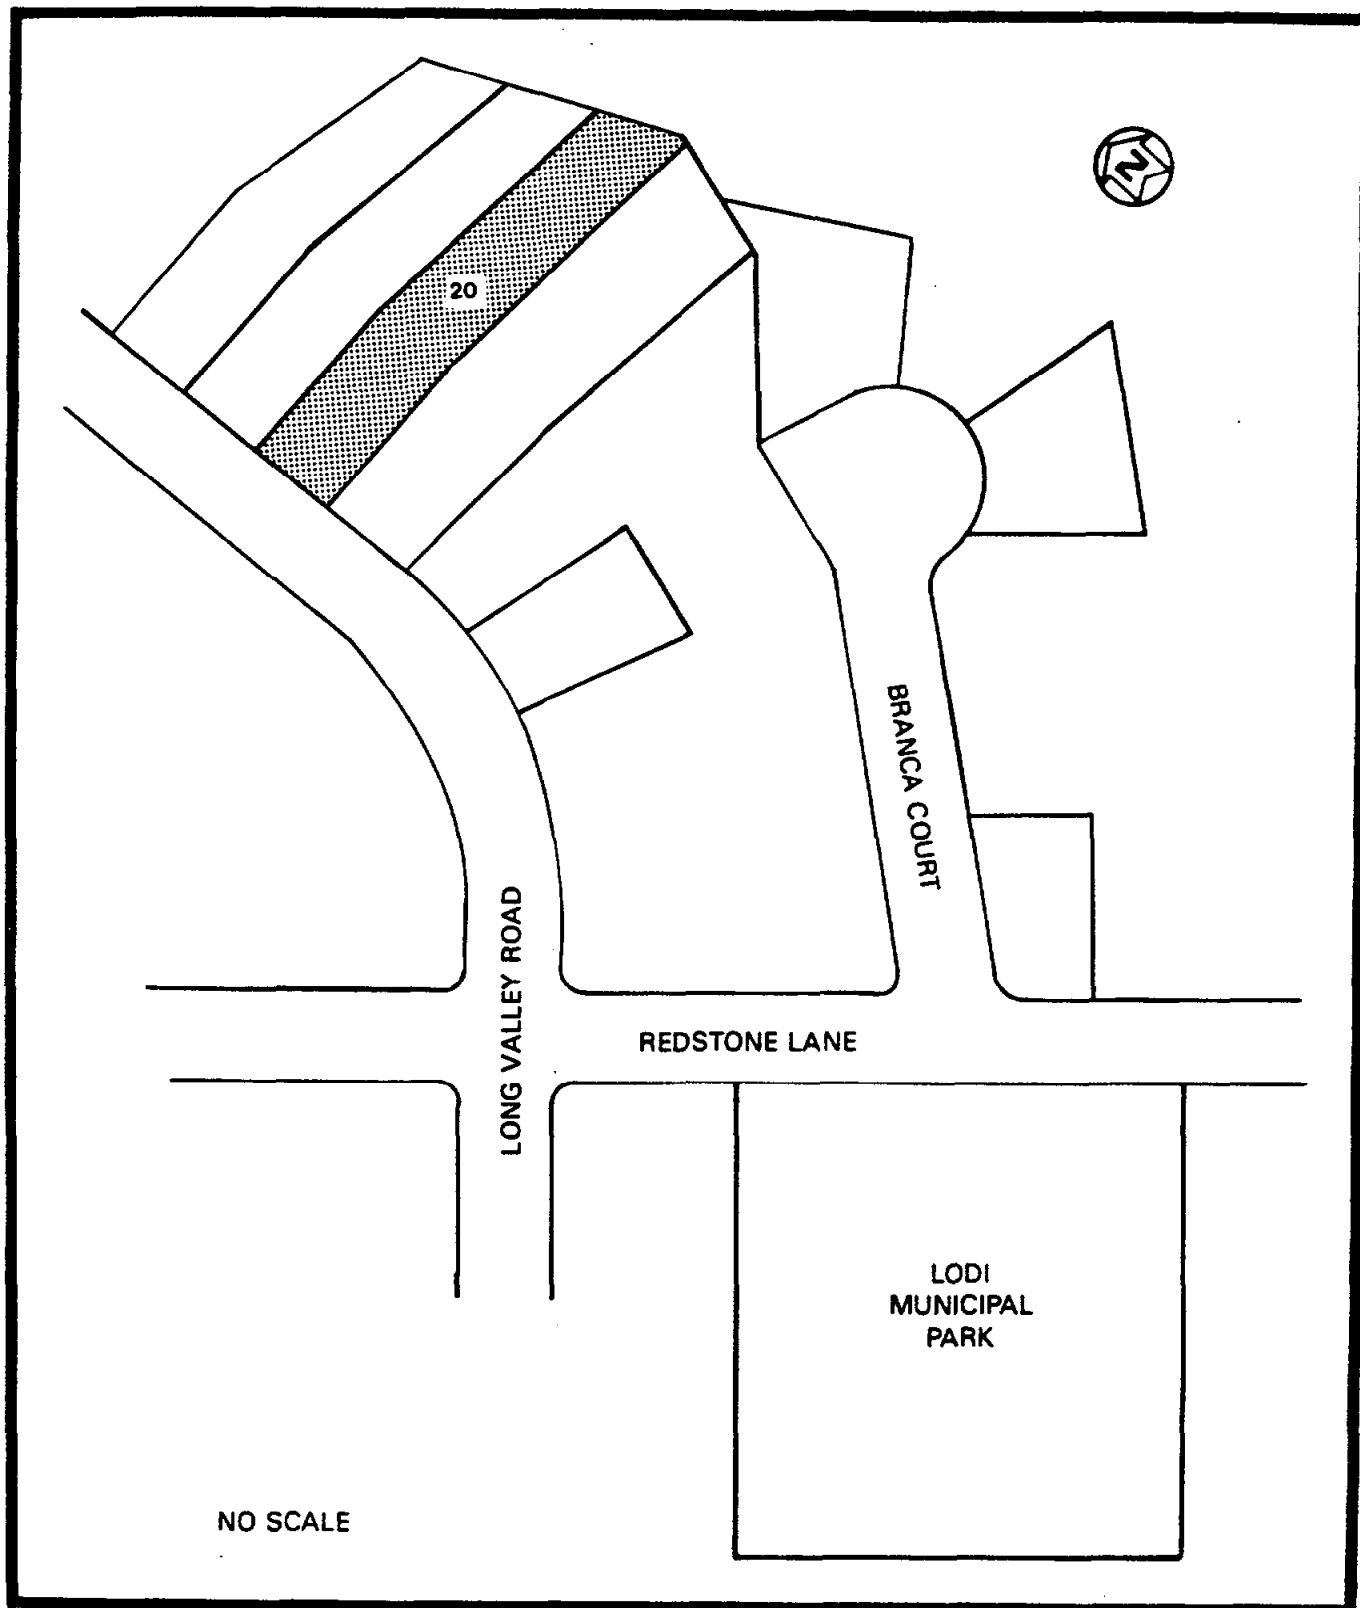 N
20
BRANCA COURT
LONG VALLEY ROAD
REDSTONE LANE
LODI
MUNICIPAL
PARK
NO SCALE